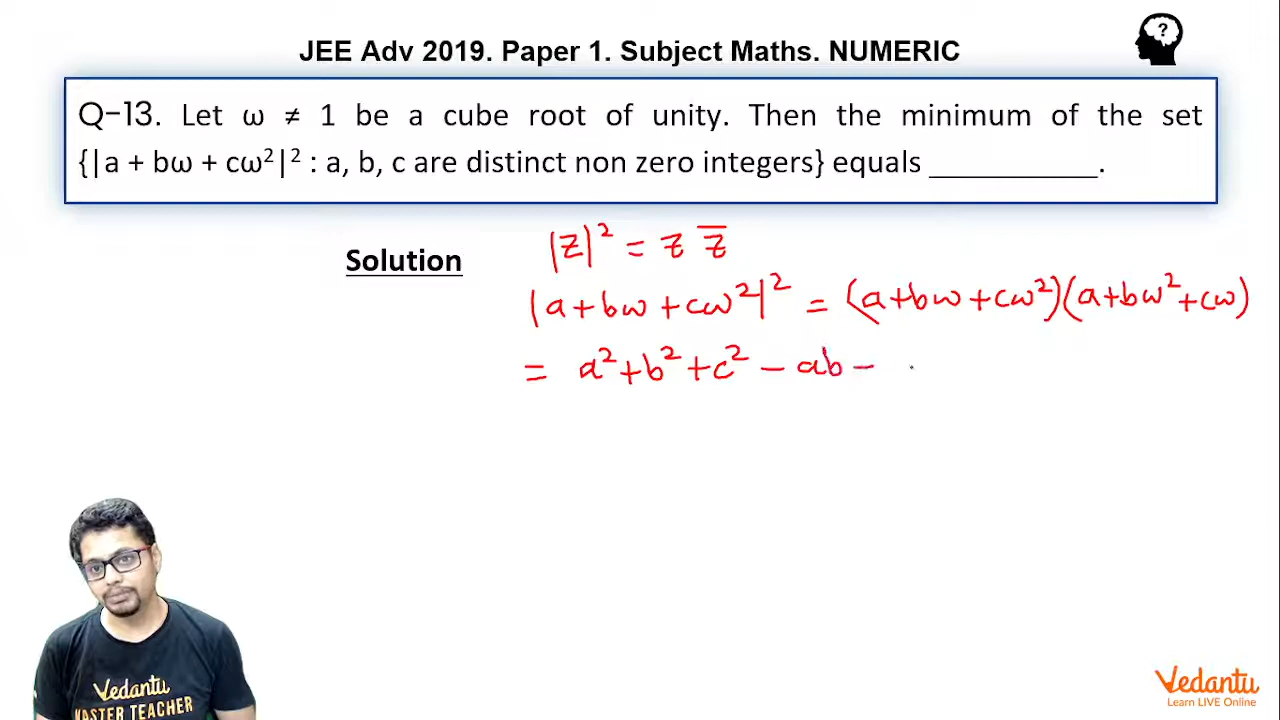 JEE Adv 2019. Paper 1. Subject Maths. NUMERIC
?
Q-13. Let ω ≠ 1 be a cube root of unity. Then the minimum of the set
{|a + bω + cω²|² : a, b, c are distinct non zero integers} equals __________.
Solution
|z|² = z z̅
|a+bω+cω²|² = (a+bω+cω²)(a+bω²+cω)
= a²+b²+c² – ab –
Vedantu
MASTER TEACHER
Vedantu
Learn LIVE Online